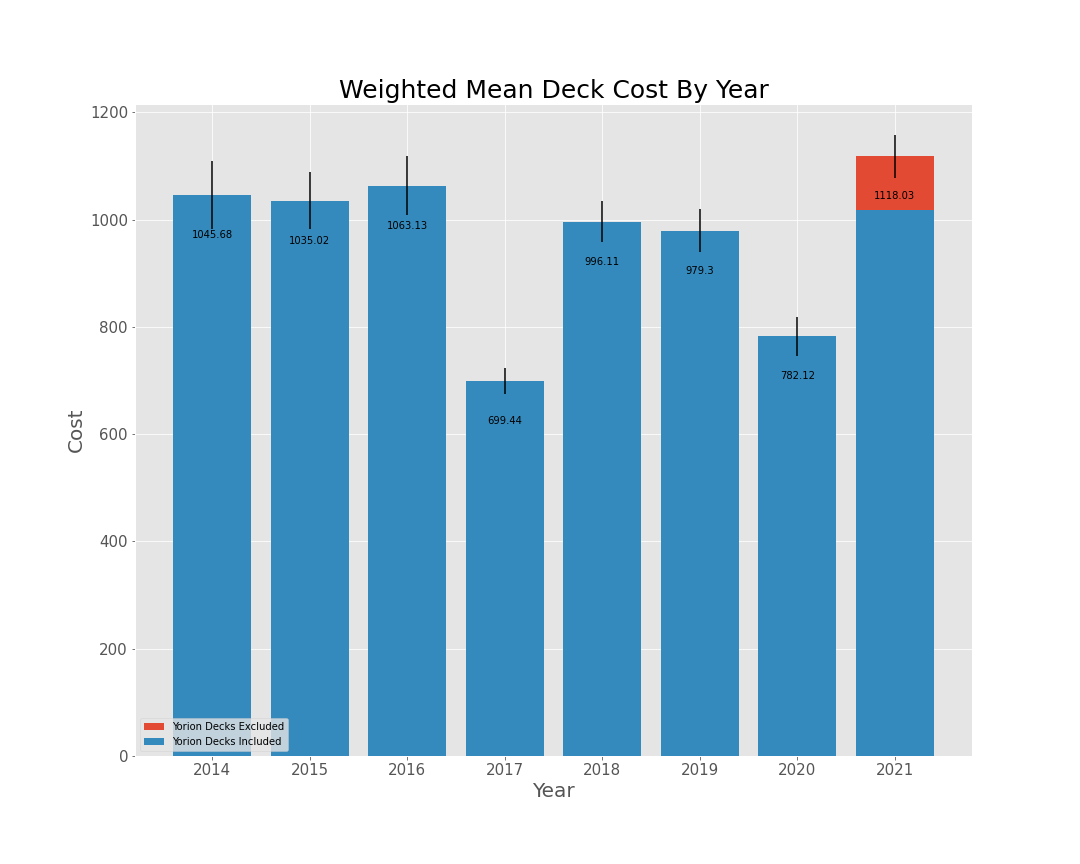 Weighted Mean Deck Cost By Year
1200
1000
800
600
400
200
0
Cost
1045.68
1035.02
1063.13
699.44
996.11
979.3
782.12
1118.03
Yorion Decks Excluded
Yorion Decks Included
2014 2015 2016 2017 2018 2019 2020 2021
Year